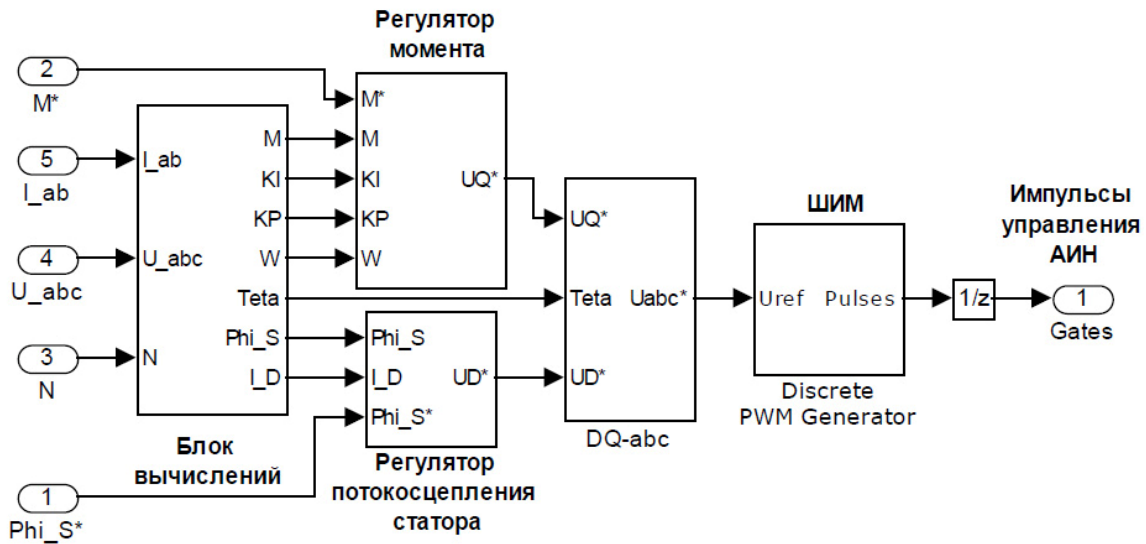 Регулятор
момента
2
M*
5
I_ab
4
U_abc
3
N
1
Phi_S*
I_ab
U_abc
N
M
KI
KP
W
Teta
Phi_S
I_D
Блок
вычислений
M*
M
KI
KP
W
UQ*
Phi_S
I_D
Phi_S*
UD*
Регулятор
потокосцепления
статора
UQ*
Teta
UD*
Uabc*
DQ-abc
ШИМ
Uref Pulses
Discrete
PWM Generator
1/z
Импульсы
управления
АИН
1
Gates